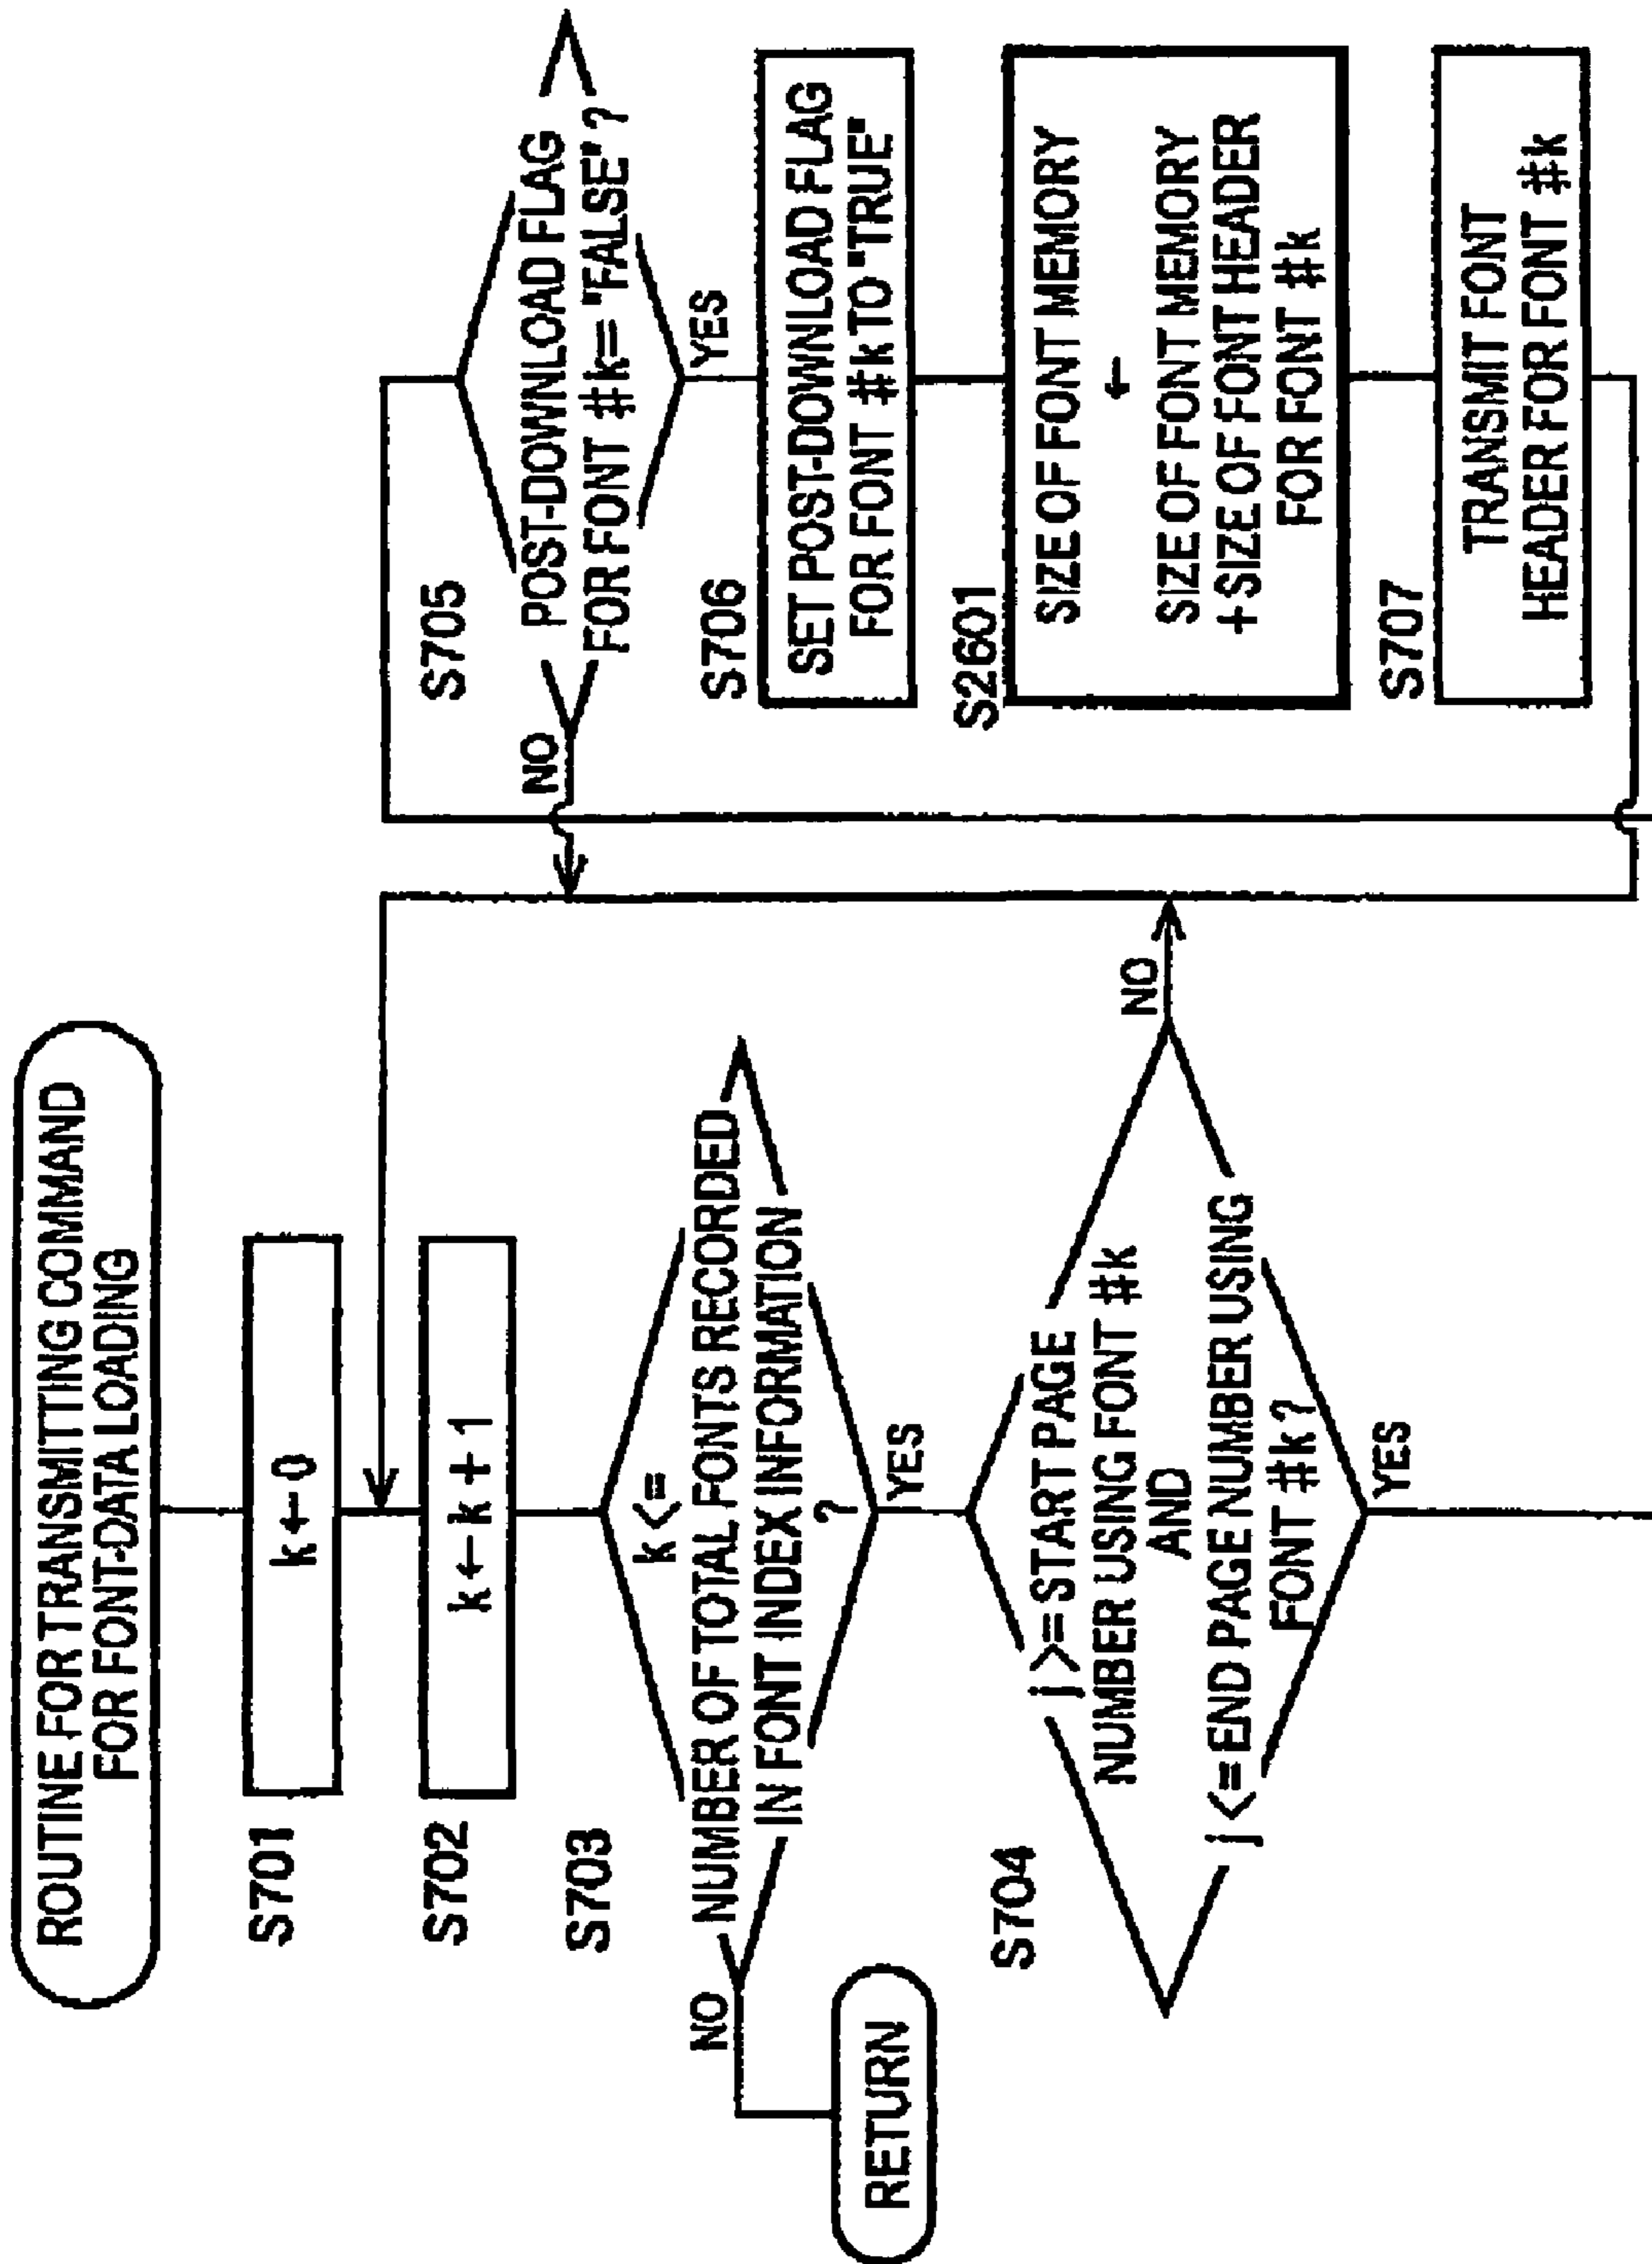 ROUTINE FOR TRANSMITTING COMMAND
FOR FONT-DATA LOADING
S701
k←0
S702
k←k+1
S703
k<=
NUMBER OF TOTAL FONTS RECORDED
IN FONT INDEX INFORMATION
?
NO
YES
RETURN
S704
j>=START PAGE
NUMBER USING FONT #k
AND
j<=END PAGE NUMBER USING
FONT #k?
NO
YES
S705
POST-DOWNLOAD FLAG
FOR FONT #k="FALSE"?
NO
YES
S706
SET POST-DOWNLOAD FLAG
FOR FONT #k TO "TRUE"
S2601
SIZE OF FONT MEMORY
←
SIZE OF FONT MEMORY
+SIZE OF FONT HEADER
FOR FONT #k
S707
TRANSMIT FONT
HEADER FOR FONT #k